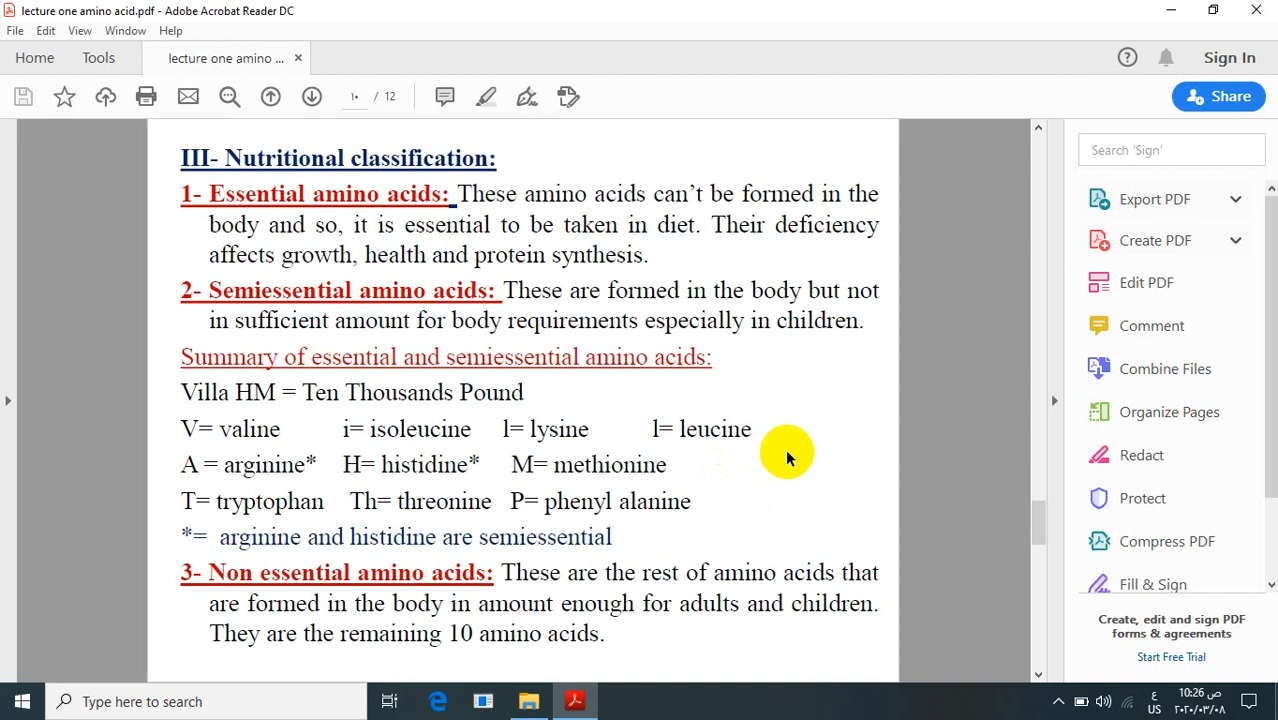 lecture one amino acid.pdf - Adobe Acrobat Reader DC
File Edit View Window Help
Home Tools lecture one amino ... × Sign In
١٠ / 12 Share
III- Nutritional classification:
1- Essential amino acids: These amino acids can't be formed in the
body and so, it is essential to be taken in diet. Their deficiency
affects growth, health and protein synthesis.
2- Semiessential amino acids: These are formed in the body but not
in sufficient amount for body requirements especially in children.
Summary of essential and semiessential amino acids:
Villa HM = Ten Thousands Pound
V= valine i= isoleucine l= lysine l= leucine
A = arginine* H= histidine* M= methionine
T= tryptophan Th= threonine P= phenyl alanine
*= arginine and histidine are semiessential
3- Non essential amino acids: These are the rest of amino acids that
are formed in the body in amount enough for adults and children.
They are the remaining 10 amino acids.
Search 'Sign'
Export PDF
Create PDF
Edit PDF
Comment
Combine Files
Organize Pages
Redact
Protect
Compress PDF
Fill & Sign
Create, edit and sign PDF
forms & agreements
Start Free Trial
Type here to search
ع
US
10:26 ص
٢٠٢٠/٠٣/٠٨